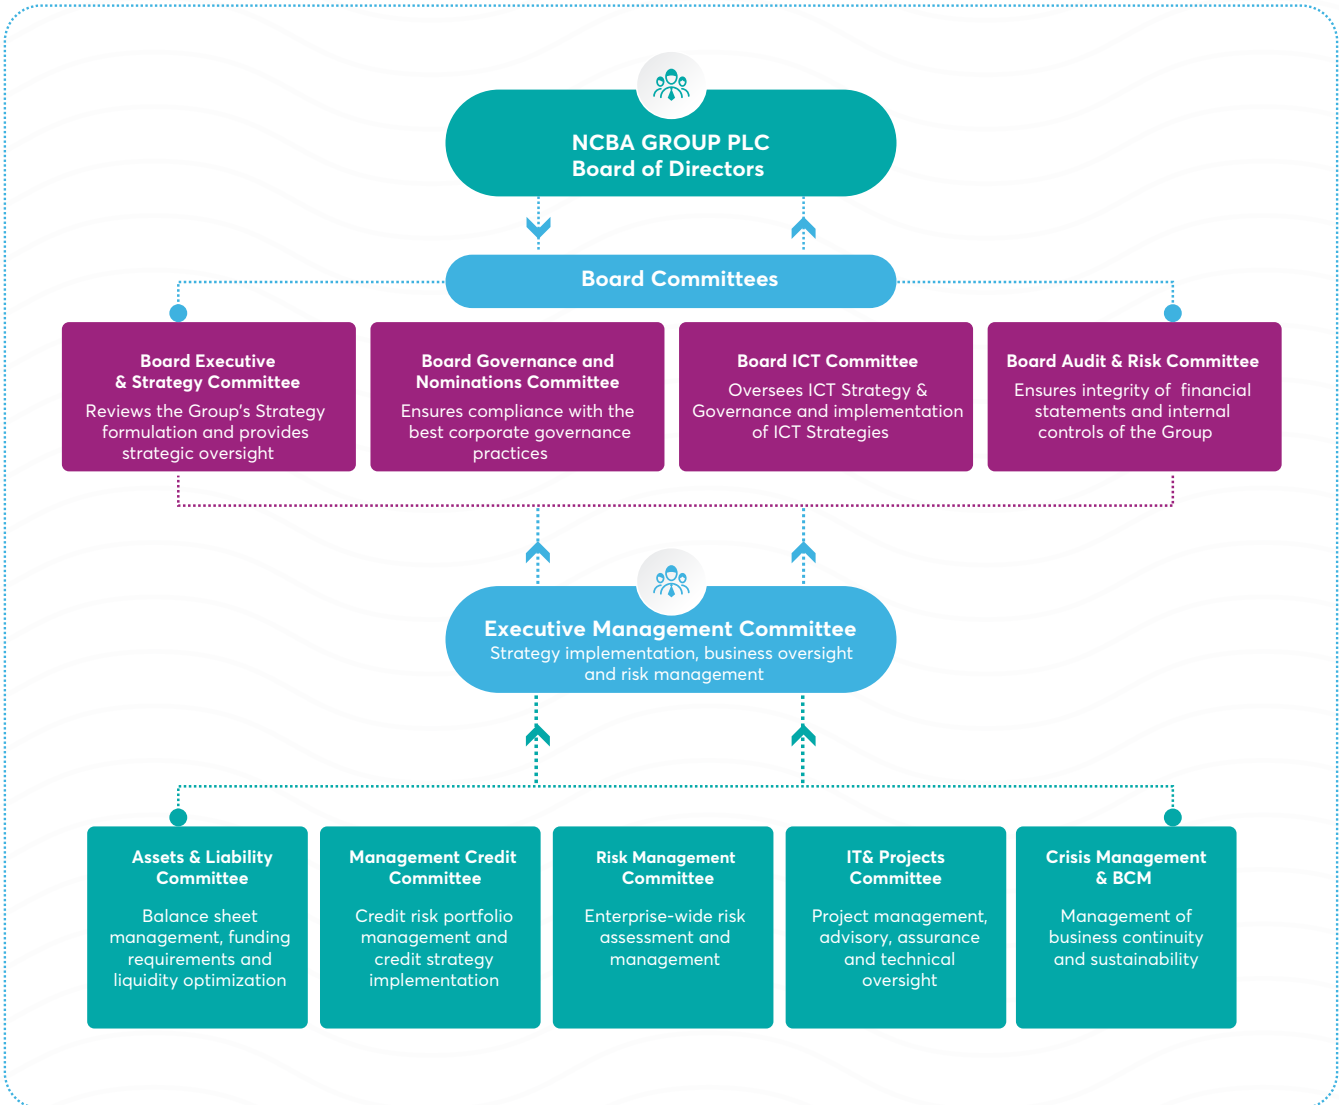 NCBA GROUP PLC
Board of Directors
Board Committees
Board Executive
& Strategy Committee
Reviews the Group's Strategy
formulation and provides
strategic oversight
Board Governance and
Nominations Committee
Ensures compliance with the
best corporate governance
practices
Board ICT Committee
Oversees ICT Strategy &
Governance and implementation
of ICT Strategies
Board Audit & Risk Committee
Ensures integrity of financial
statements and internal
controls of the Group
Executive Management Committee
Strategy implementation, business oversight
and risk management
Assets & Liability
Committee
Balance sheet
management, funding
requirements and
liquidity optimization
Management Credit
Committee
Credit risk portfolio
management and
credit strategy
implementation
Risk Management
Committee
Enterprise-wide risk
assessment and
management
IT& Projects
Committee
Project management,
advisory, assurance
and technical
oversight
Crisis Management
& BCM
Management of
business continuity
and sustainability